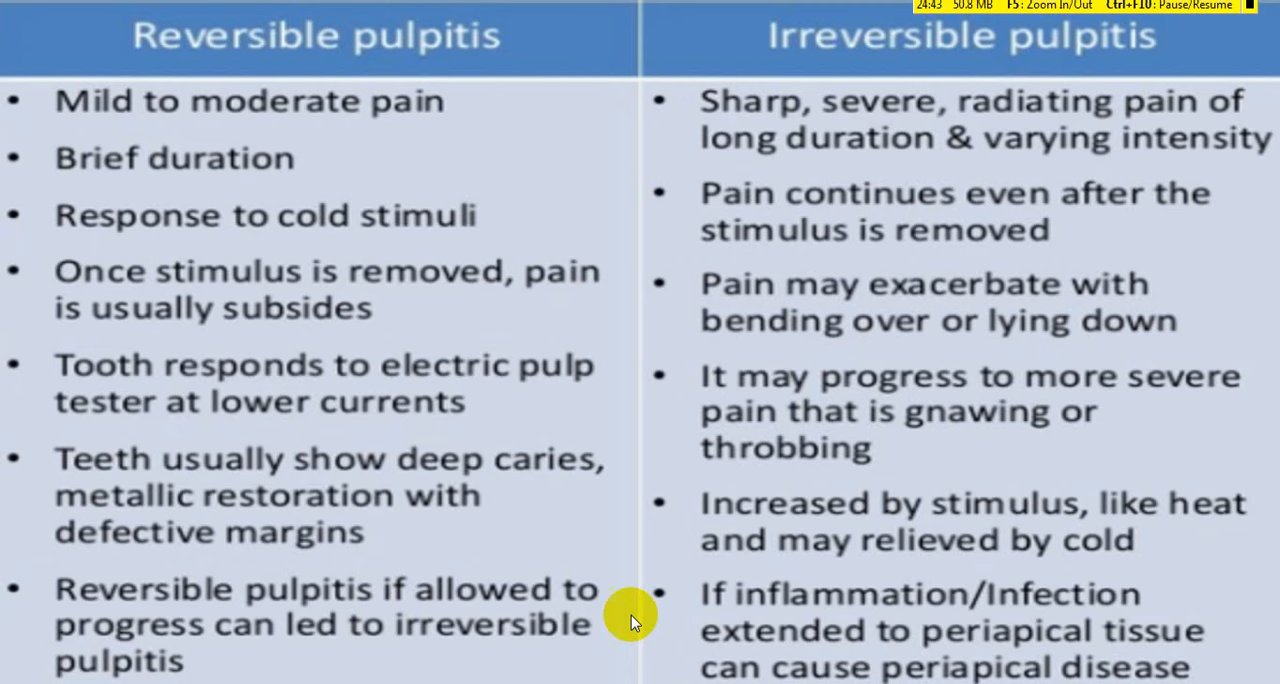 24:43 50.8 MB F5: Zoom In/Out Ctrl+F10: Pause/Resume
Reversible pulpitis
• Mild to moderate pain
• Brief duration
• Response to cold stimuli
• Once stimulus is removed, pain
is usually subsides
• Tooth responds to electric pulp
tester at lower currents
• Teeth usually show deep caries,
metallic restoration with
defective margins
• Reversible pulpitis if allowed to
progress can led to irreversible
pulpitis
Irreversible pulpitis
• Sharp, severe, radiating pain of
long duration & varying intensity
• Pain continues even after the
stimulus is removed
• Pain may exacerbate with
bending over or lying down
• It may progress to more severe
pain that is gnawing or
throbbing
• Increased by stimulus, like heat
and may relieved by cold
• If inflammation/Infection
extended to periapical tissue
can cause periapical disease